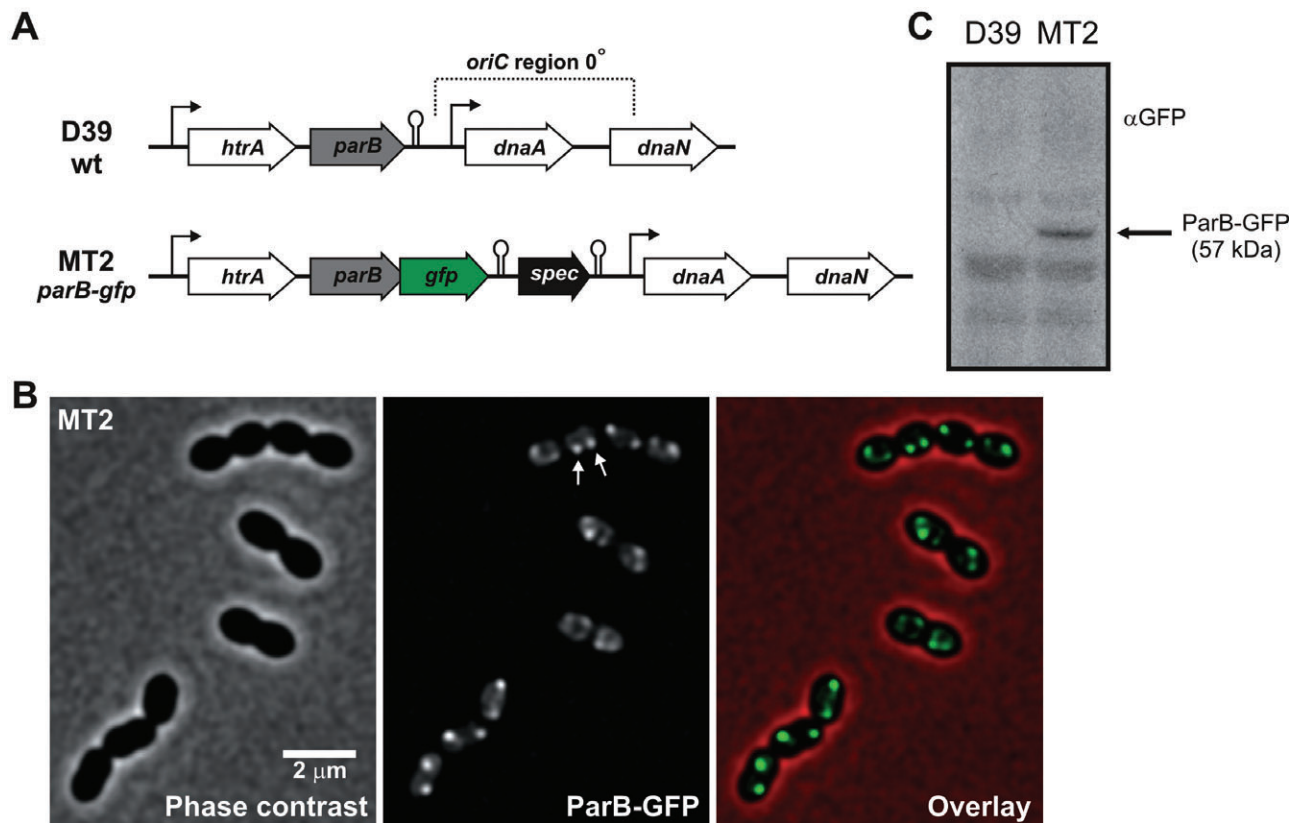 A
oriC region 0°
D39
wt
htrA parB dnaA dnaN
MT2
parB-gfp
htrA parB gfp spec dnaA dnaN
C
D39 MT2
αGFP
ParB-GFP
(57 kDa)
B
MT2
2 μm
Phase contrast
ParB-GFP
Overlay